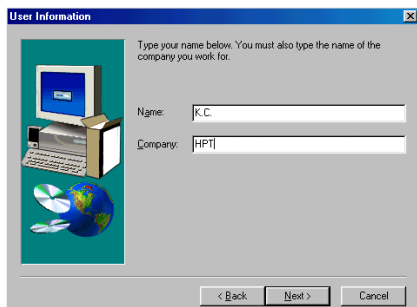 User Information
Type your name below. You must also type the name of the
company you work for.
Name: K.C.
Company: HPT
< Back Next > Cancel